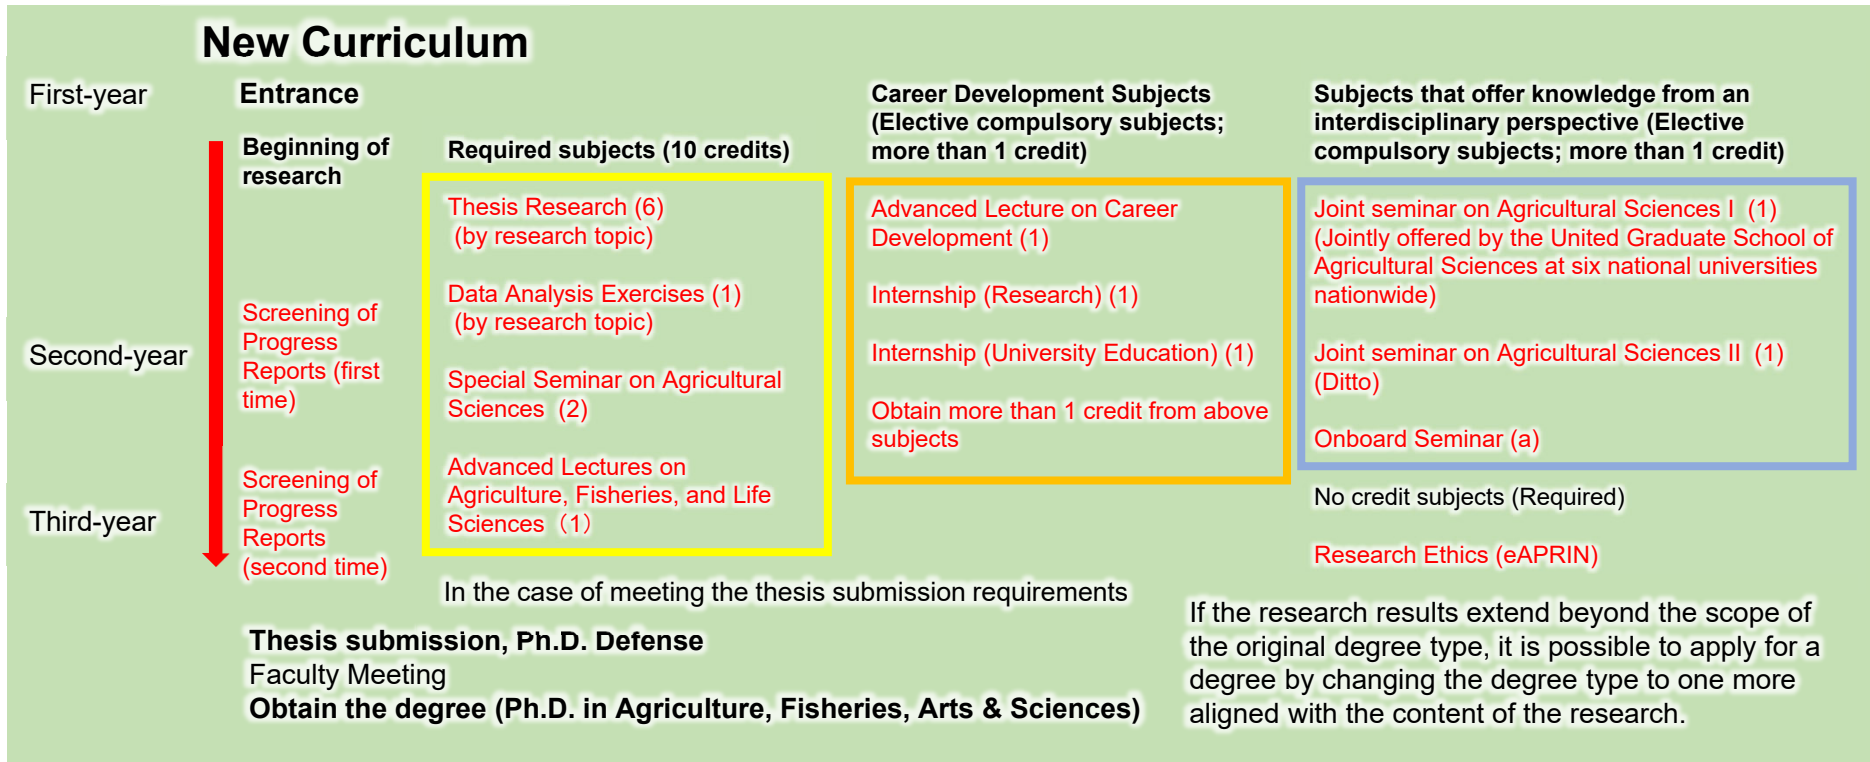 New Curriculum
First-year
Entrance
Beginning of
research
Screening of
Progress
Reports (first
time)
Second-year
Screening of
Progress
Reports
(second time)
Third-year
Required subjects (10 credits)
Thesis Research (6)
(by research topic)
Data Analysis Exercises (1)
(by research topic)
Special Seminar on Agricultural
Sciences (2)
Advanced Lectures on
Agriculture, Fisheries, and Life
Sciences（1）
Career Development Subjects
(Elective compulsory subjects;
more than 1 credit)
Advanced Lecture on Career
Development (1)
Internship (Research) (1)
Internship (University Education) (1)
Obtain more than 1 credit from above
subjects
Subjects that offer knowledge from an
interdisciplinary perspective (Elective
compulsory subjects; more than 1 credit)
Joint seminar on Agricultural Sciences I (1)
(Jointly offered by the United Graduate School of
Agricultural Sciences at six national universities
nationwide)
Joint seminar on Agricultural Sciences II (1)
(Ditto)
Onboard Seminar (a)
No credit subjects (Required)
Research Ethics (eAPRIN)
In the case of meeting the thesis submission requirements
Thesis submission, Ph.D. Defense
Faculty Meeting
Obtain the degree (Ph.D. in Agriculture, Fisheries, Arts & Sciences)
If the research results extend beyond the scope of
the original degree type, it is possible to apply for a
degree by changing the degree type to one more
aligned with the content of the research.